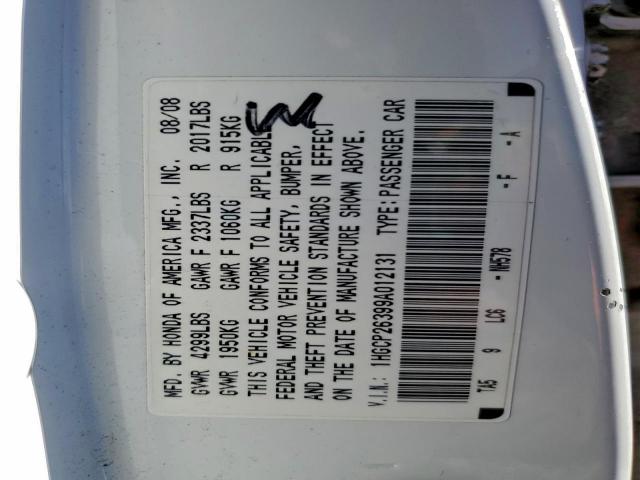 MFD. BY HONDA OF AMERICA MFG., INC. 08/08
GVWR 4299LBS GAWR F 2337LBS R 2017LBS
GVWR 1950KG GAWR F 1060KG R 915KG
THIS VEHICLE CONFORMS TO ALL APPLICABLE
FEDERAL MOTOR VEHICLE SAFETY, BUMPER,
AND THEFT PREVENTION STANDARDS IN EFFECT
ON THE DATE OF MANUFACTURE SHOWN ABOVE.
V.I.N.: 1HGCP26399A012131 TYPE: PASSENGER CAR
TA5 9 LC6 -NH578 -F -A